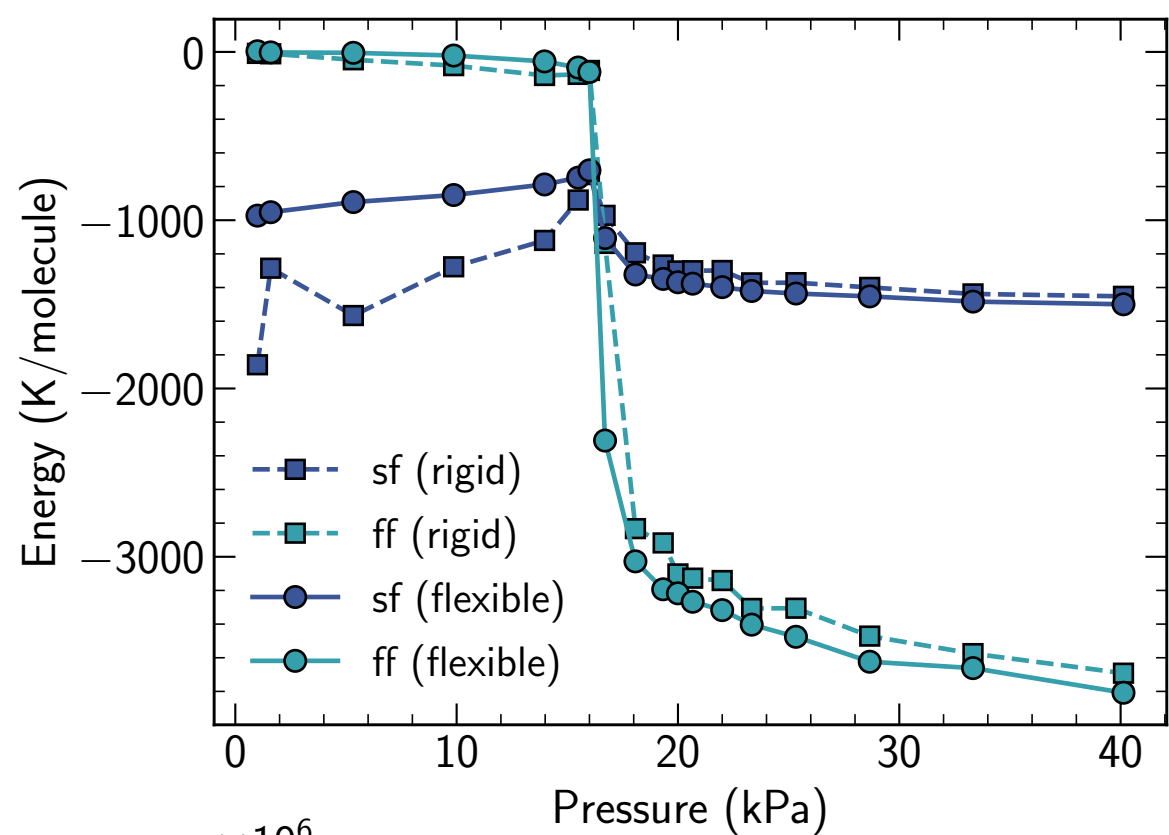 0
−1000
−2000
−3000
Energy (K/molecule)
sf (rigid)
ff (rigid)
sf (flexible)
ff (flexible)
0 10 20 30 40
Pressure (kPa)